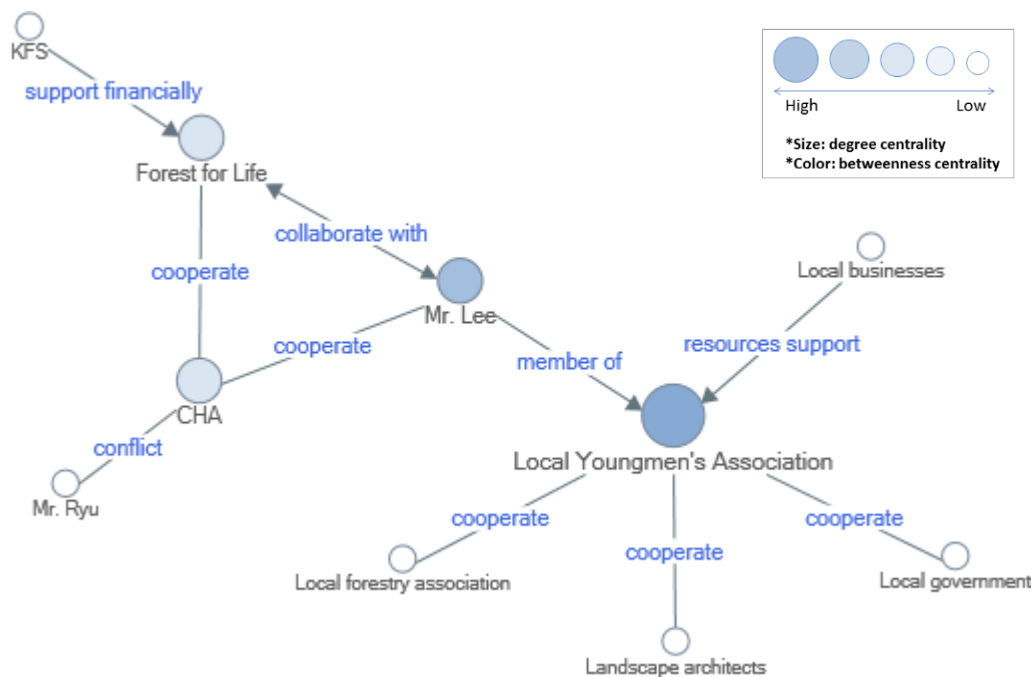 KFS
support financially
Forest for Life
collaborate with
cooperate
Mr. Lee
cooperate
CHA
conflict
Mr. Ryu
member of
Local businesses
resources support
Local Youngmen's Association
cooperate
cooperate
cooperate
Local forestry association
Local government
Landscape architects
High Low
*Size: degree centrality
*Color: betweenness centrality